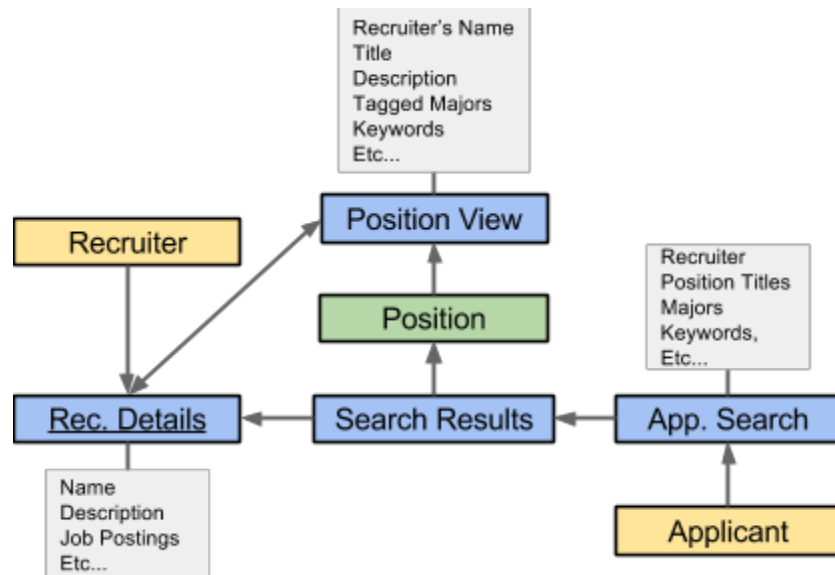 Recruiter's Name
Title
Description
Tagged Majors
Keywords
Etc...
Position View
Recruiter
Recruiter
Position Titles
Majors
Keywords,
Etc...
Position
Rec. Details
Search Results
App. Search
Name
Description
Job Postings
Etc...
Applicant